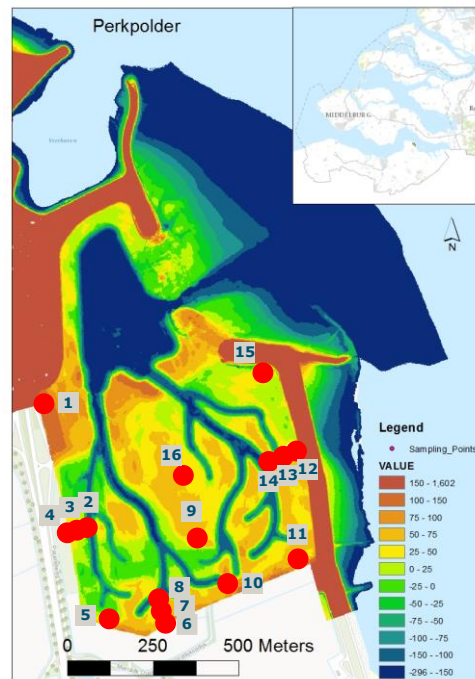 Perkpolder
MIDDELBURG
N
15
1
16
14
13
12
4
3
2
9
11
8
10
7
5
6
0 250 500 Meters
Legend
Sampling_Points
VALUE
150 - 1,602
100 - 150
75 - 100
50 - 75
25 - 50
0 - 25
-25 - 0
-50 - -25
-75 - -50
-100 - -75
-150 - -100
-296 - -150